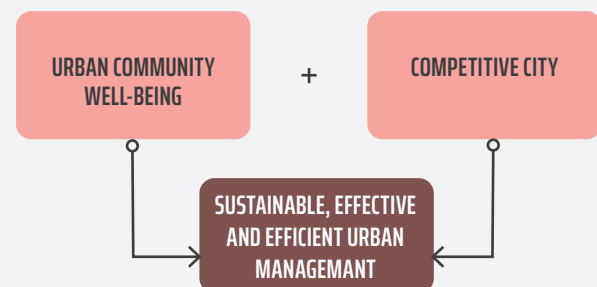 URBAN COMMUNITY
WELL-BEING
+
COMPETITIVE CITY
SUSTAINABLE, EFFECTIVE
AND EFFICIENT URBAN
MANAGEMANT